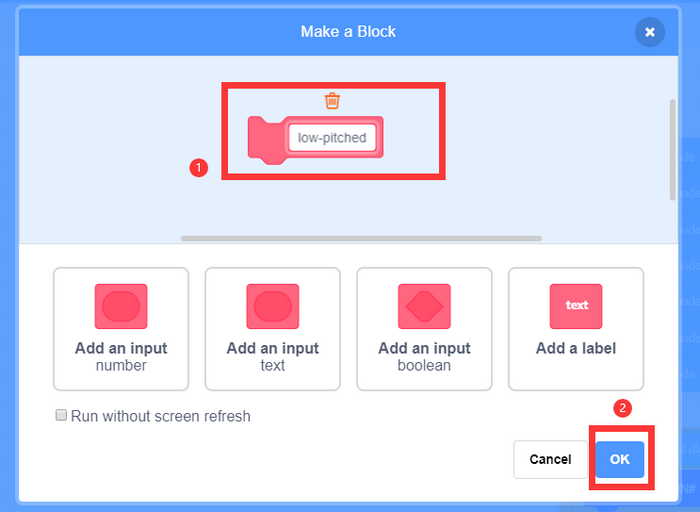 Make a Block
low-pitched
1
text
Add an input
number
Add an input
text
Add an input
boolean
Add a label
Run without screen refresh
2
Cancel
OK
N#